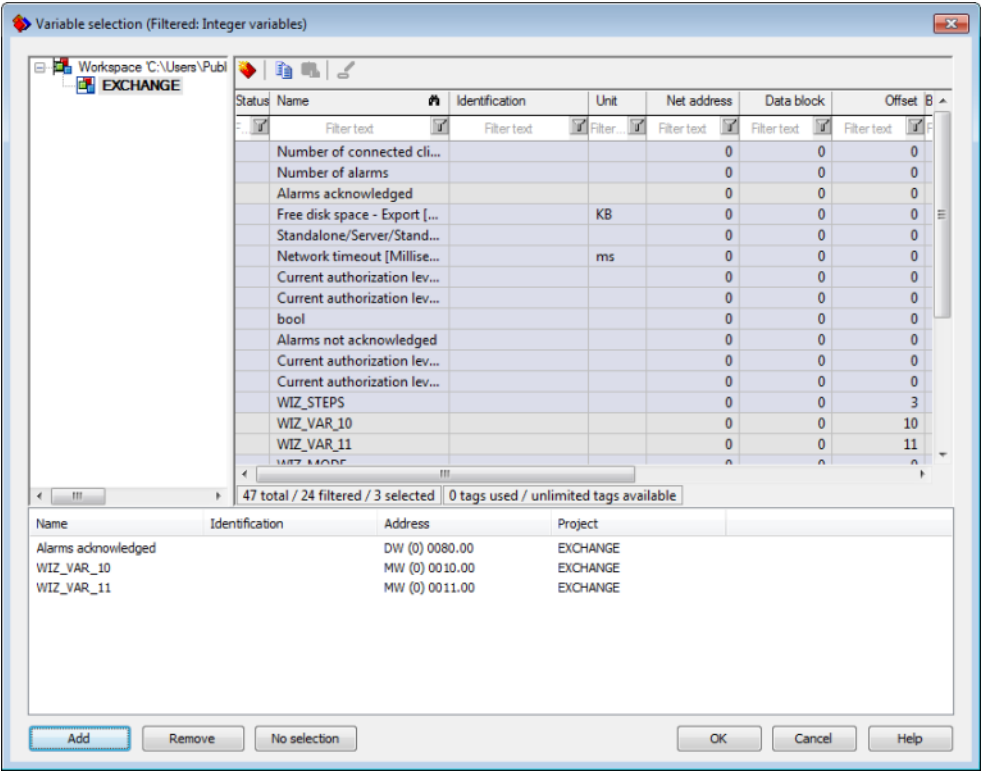 Variable selection (Filtered: Integer variables)
Workspace 'C:\Users\Publ
EXCHANGE
Status Name Identification Unit Net address Data block Offset B
F... Filter text Filter text Filter... Filter text Filter text Filter text F
Number of connected cli... 0 0 0
Number of alarms 0 0 0
Alarms acknowledged 0 0 0
Free disk space - Export [... KB 0 0 0
Standalone/Server/Stand... 0 0 0
Network timeout [Millise... ms 0 0 0
Current authorization lev... 0 0 0
Current authorization lev... 0 0 0
bool 0 0 0
Alarms not acknowledged 0 0 0
Current authorization lev... 0 0 0
Current authorization lev... 0 0 0
WIZ_STEPS 0 0 3
WIZ_VAR_10 0 0 10
WIZ_VAR_11 0 0 11
WIZ_MODE 0 0 0
47 total / 24 filtered / 3 selected 0 tags used / unlimited tags available
Name Identification Address Project
Alarms acknowledged DW (0) 0080.00 EXCHANGE
WIZ_VAR_10 MW (0) 0010.00 EXCHANGE
WIZ_VAR_11 MW (0) 0011.00 EXCHANGE
Add Remove No selection OK Cancel Help